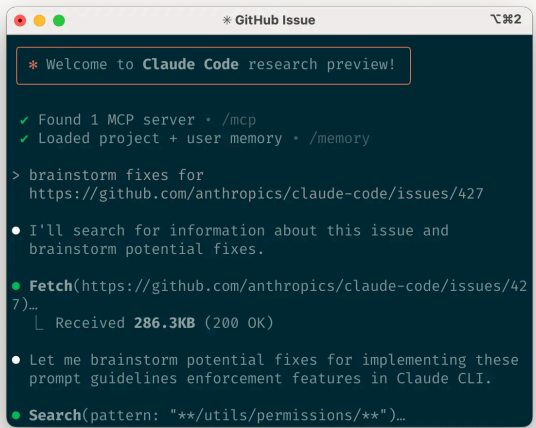 ✳ GitHub Issue
⌥⌘2
✻ Welcome to Claude Code research preview!
✔ Found 1 MCP server • /mcp
✔ Loaded project + user memory • /memory
> brainstorm fixes for
https://github.com/anthropics/claude-code/issues/427
● I'll search for information about this issue and
brainstorm potential fixes.
● Fetch(https://github.com/anthropics/claude-code/issues/42
7)…
⎿ Received 286.3KB (200 OK)
● Let me brainstorm potential fixes for implementing these
prompt guidelines enforcement features in Claude CLI.
● Search(pattern: "**/utils/permissions/**")…